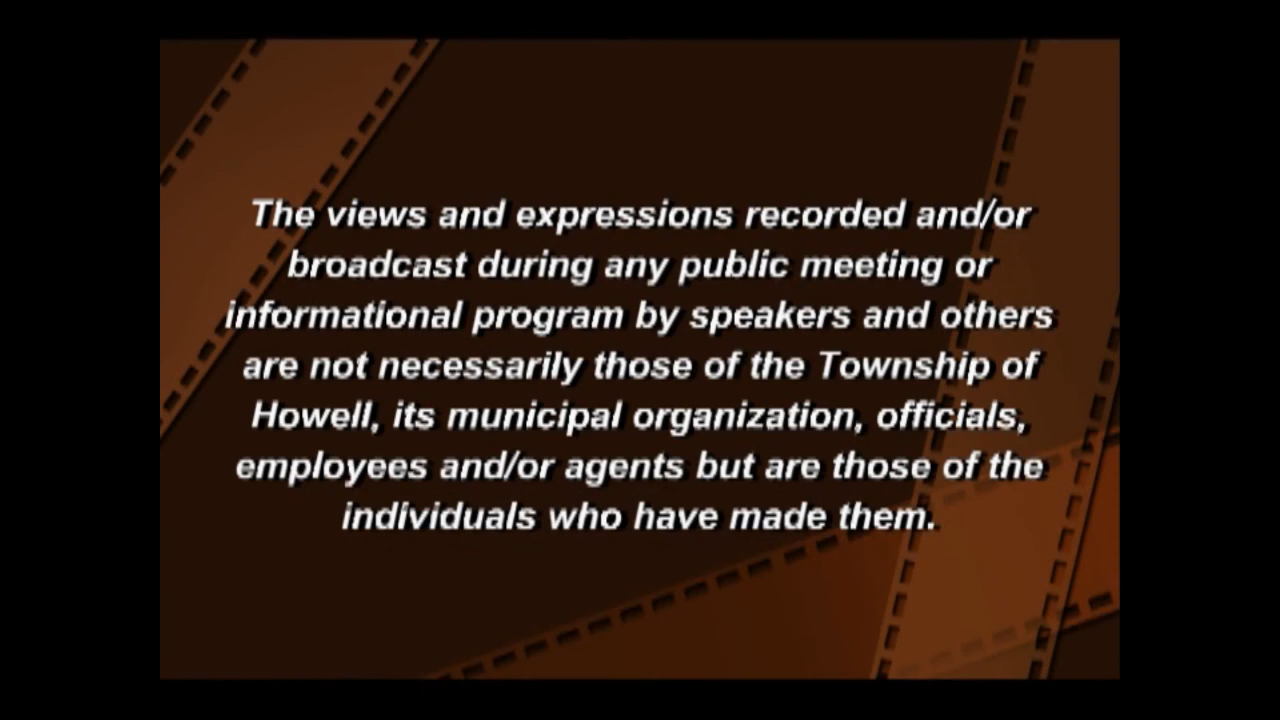 The views and expressions recorded and/or
broadcast during any public meeting or
informational program by speakers and others
are not necessarily those of the Township of
Howell, its municipal organization, officials,
employees and/or agents but are those of the
individuals who have made them.